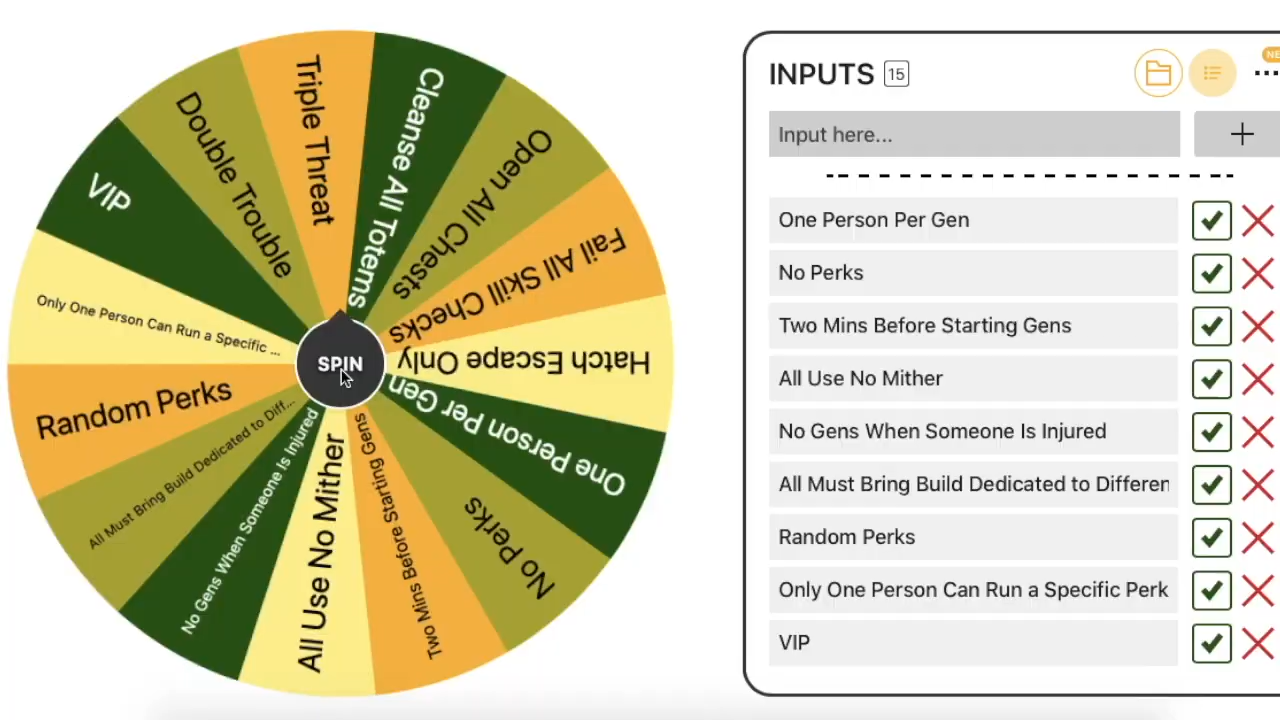 Triple Threat
Cleanse All Totems
Open All Chests
Fail All Skill Checks
Hatch Escape Only
One Person Per Gen
No Perks
Two Mins Before Starting Gens
All Use No Mither
No Gens When Someone Is Injured
All Must Bring Build Dedicated to Diff...
Random Perks
Only One Person Can Run a Specific ...
VIP
Double Trouble
SPIN
INPUTS 15
NE
Input here...
One Person Per Gen
No Perks
Two Mins Before Starting Gens
All Use No Mither
No Gens When Someone Is Injured
All Must Bring Build Dedicated to Differen
Random Perks
Only One Person Can Run a Specific Perk
VIP